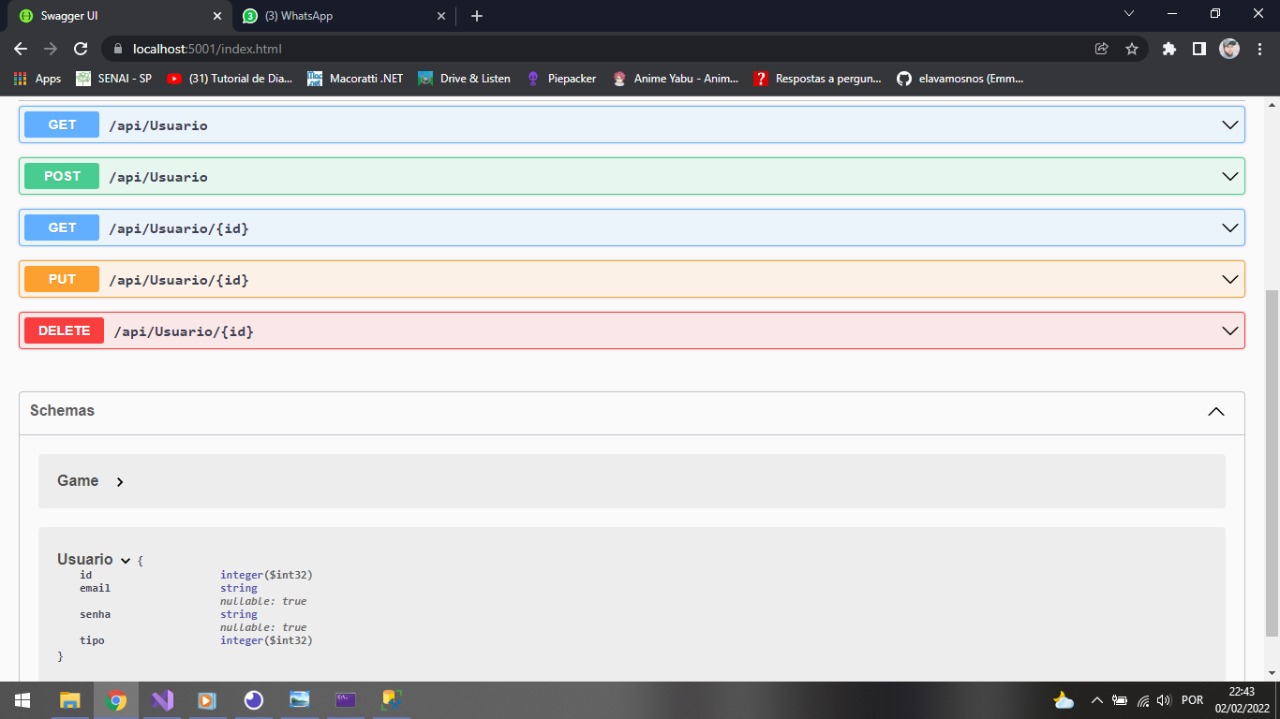 Swagger UI
(3) WhatsApp
localhost:5001/index.html
Apps SENAI - SP (31) Tutorial de Dia... Macoratti .NET Drive & Listen Piepacker Anime Yabu - Anim... Respostas a pergun... elavamosnos (Emm...
GET /api/Usuario
POST /api/Usuario
GET /api/Usuario/{id}
PUT /api/Usuario/{id}
DELETE /api/Usuario/{id}
Schemas
Game
Usuario {
id integer($int32)
email string
nullable: true
senha string
nullable: true
tipo integer($int32)
}
POR
22:43
02/02/2022